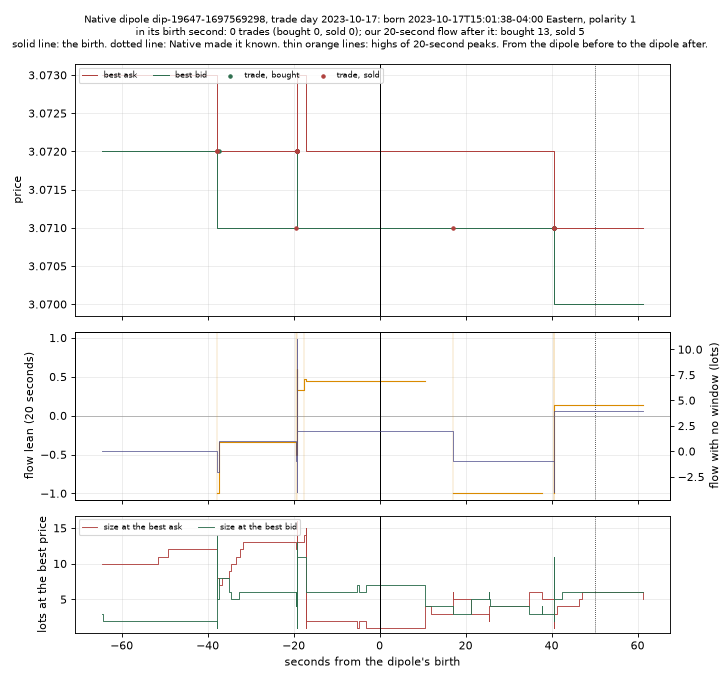 Native dipole dip-19647-1697569298, trade day 2023-10-17: born 2023-10-17T15:01:38-04:00 Eastern, polarity 1
in its birth second: 0 trades (bought 0, sold 0); our 20-second flow after it: bought 13, sold 5
solid line: the birth. dotted line: Native made it known. thin orange lines: highs of 20-second peaks. From the dipole before to the dipole after.
best ask
best bid
trade, bought
trade, sold
3.0730
3.0725
3.0720
3.0715
3.0710
3.0705
3.0700
price
1.0
0.5
0.0
−0.5
−1.0
flow lean (20 seconds)
10.0
7.5
5.0
2.5
0.0
−2.5
flow with no window (lots)
size at the best ask
size at the best bid
15
10
5
lots at the best price
−60
−40
−20
0
20
40
60
seconds from the dipole's birth